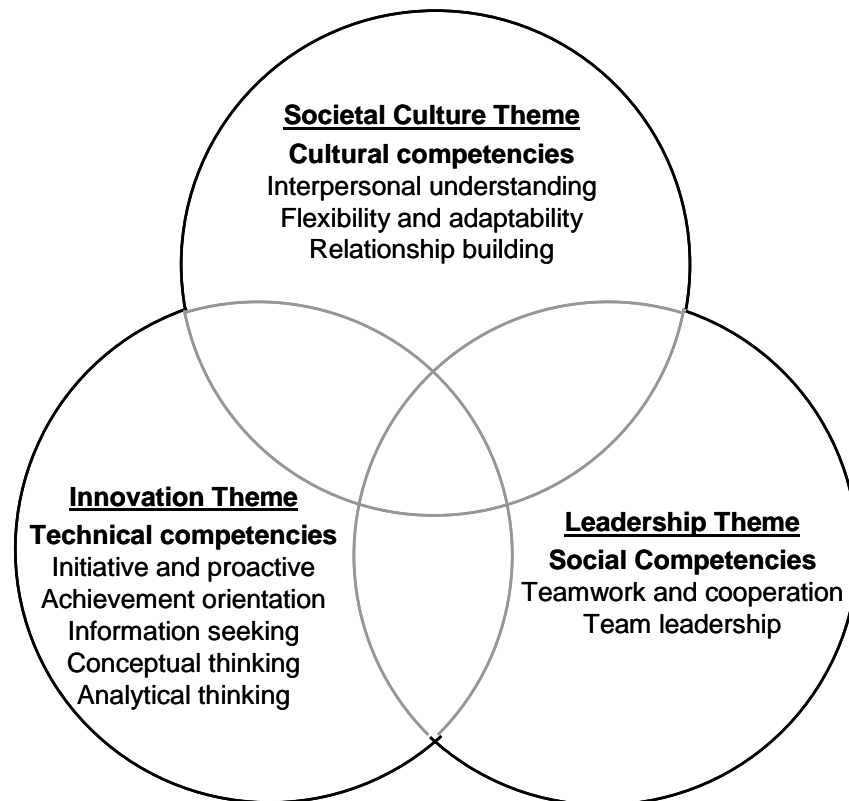 Societal Culture Theme
Cultural competencies
Interpersonal understanding
Flexibility and adaptability
Relationship building
Innovation Theme
Technical competencies
Initiative and proactive
Achievement orientation
Information seeking
Conceptual thinking
Analytical thinking
Leadership Theme
Social Competencies
Teamwork and cooperation
Team leadership